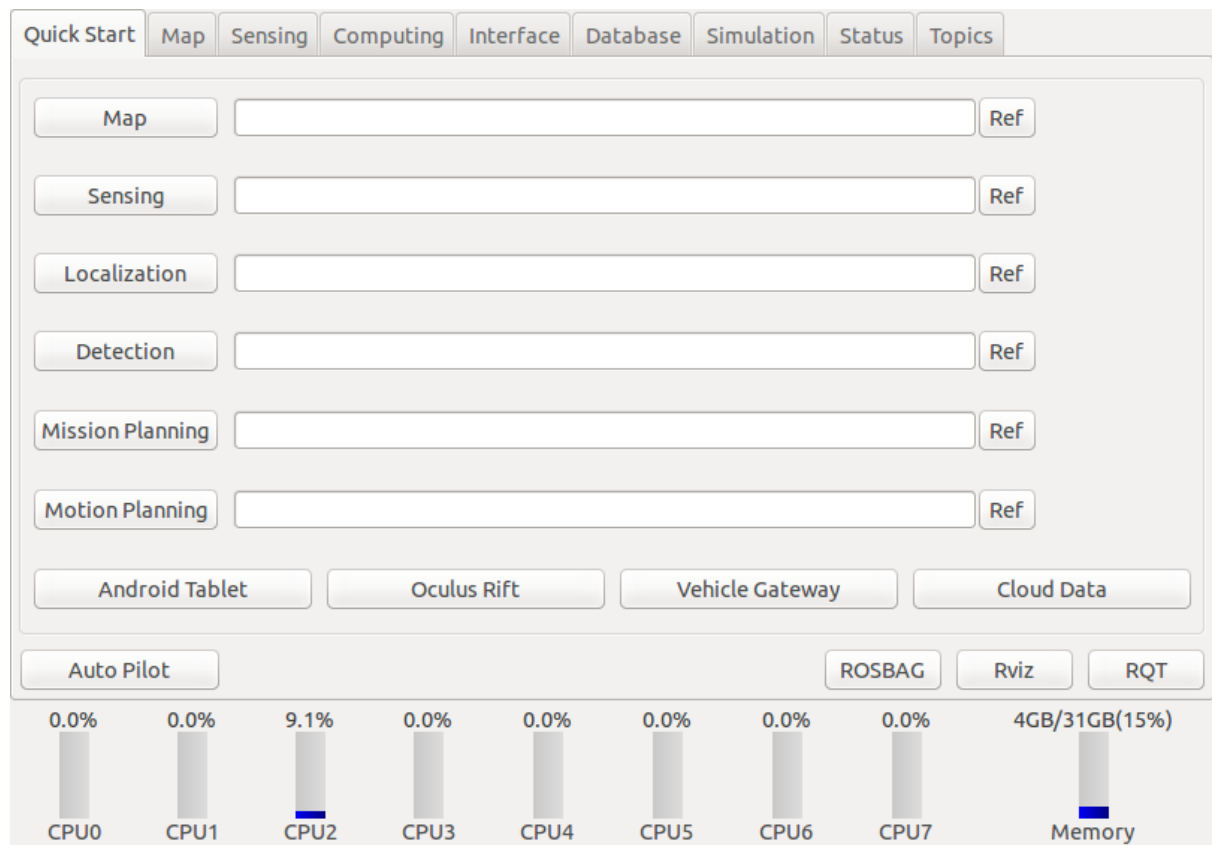 Quick Start Map Sensing Computing Interface Database Simulation Status Topics
Map Ref
Sensing Ref
Localization Ref
Detection Ref
Mission Planning Ref
Motion Planning Ref
Android Tablet Oculus Rift Vehicle Gateway Cloud Data
Auto Pilot ROSBAG Rviz RQT
0.0% 0.0% 9.1% 0.0% 0.0% 0.0% 0.0% 0.0% 4GB/31GB(15%)
CPU0 CPU1 CPU2 CPU3 CPU4 CPU5 CPU6 CPU7 Memory